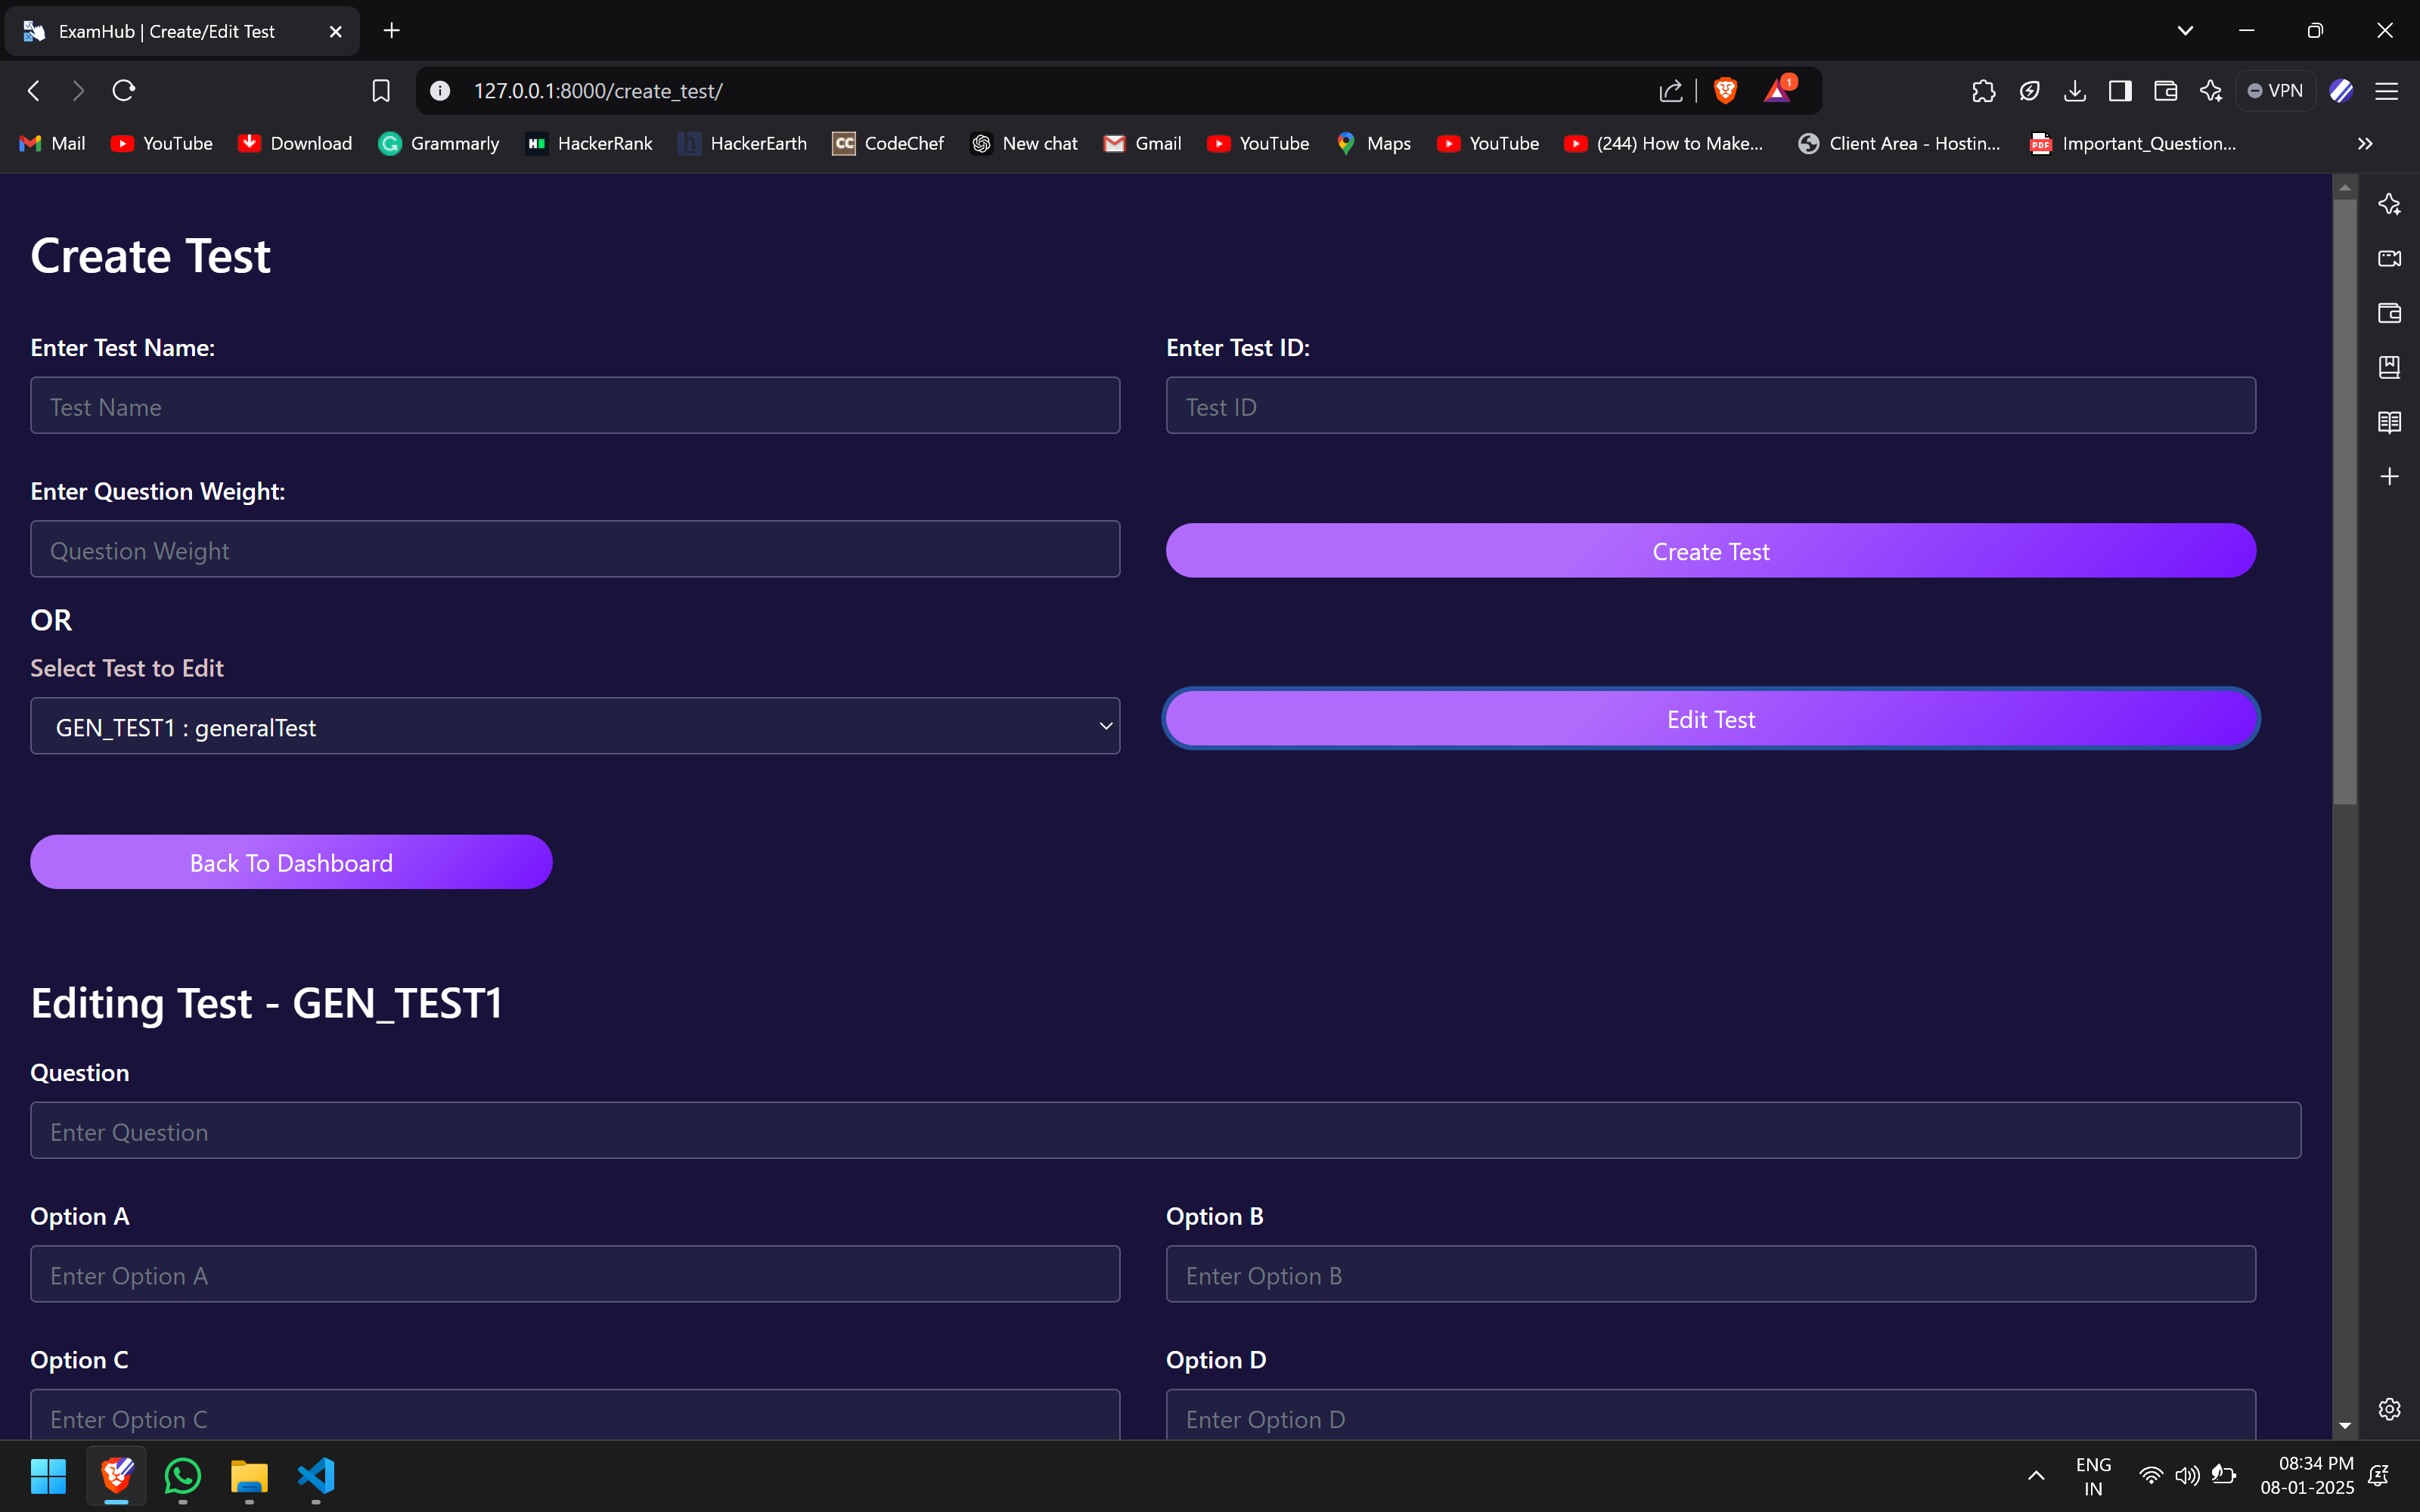 ExamHub | Create/Edit Test
127.0.0.1:8000/create_test/
1
VPN
Mail YouTube Download Grammarly HackerRank HackerEarth CodeChef New chat Gmail YouTube Maps YouTube (244) How to Make... Client Area - Hostin... Important_Question...
Create Test
Enter Test Name: Enter Test ID:
Test Name Test ID
Enter Question Weight:
Question Weight Create Test
OR
Select Test to Edit
GEN_TEST1 : generalTest Edit Test
Back To Dashboard
Editing Test - GEN_TEST1
Question
Enter Question
Option A Option B
Enter Option A Enter Option B
Option C Option D
Enter Option C Enter Option D
ENG 08:34 PM
IN 08-01-2025